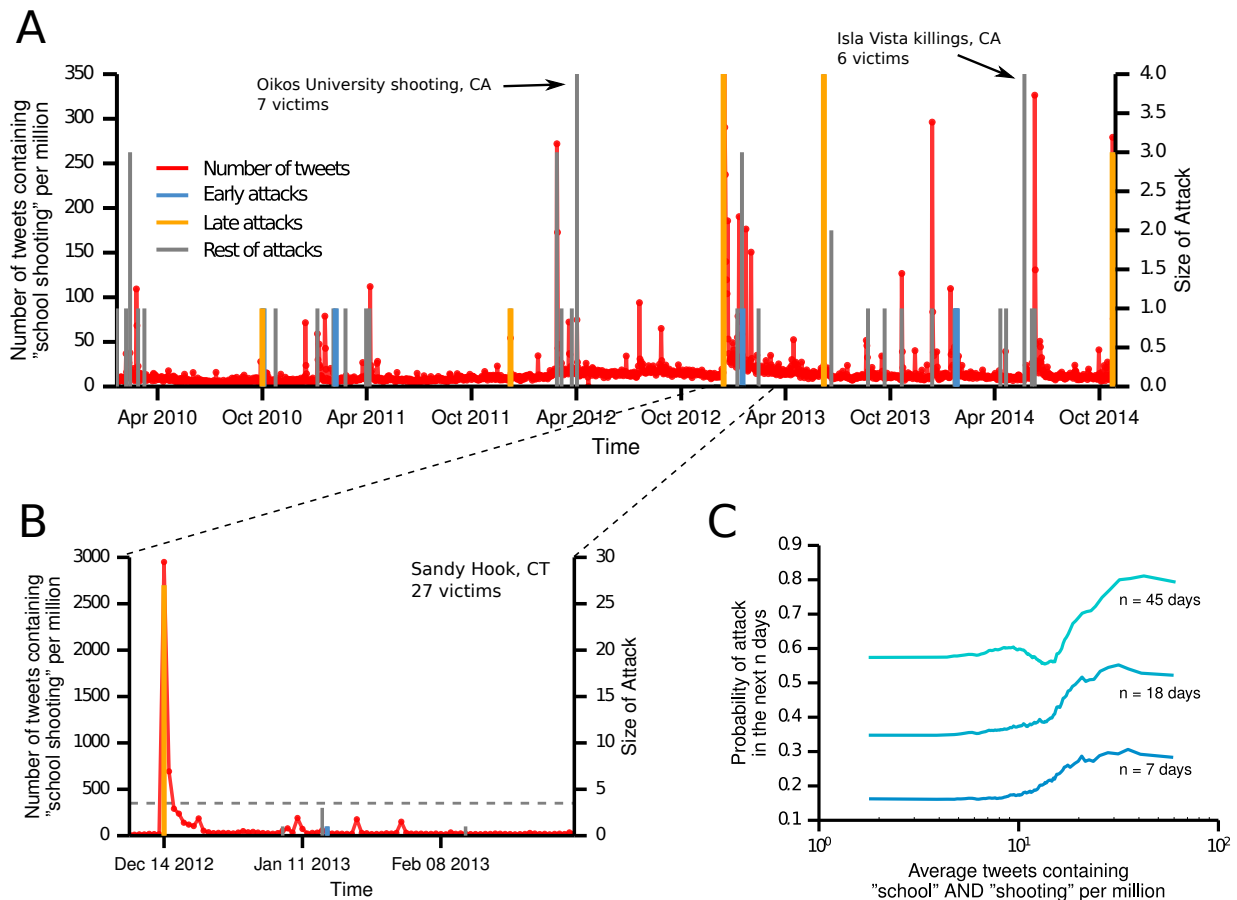 A
Isla Vista killings, CA
6 victims
Oikos University shooting, CA
7 victims
350
300
250
200
150
100
50
0
Number of tweets containing
"school shooting" per million
Number of tweets
Early attacks
Late attacks
Rest of attacks
4.0
3.5
3.0
2.5
2.0
1.5
1.0
0.5
0.0
Size of Attack
Apr 2010
Oct 2010
Apr 2011
Oct 2011
Apr 2012
Oct 2012
Apr 2013
Oct 2013
Apr 2014
Oct 2014
Time
B
Sandy Hook, CT
27 victims
3000
2500
2000
1500
1000
500
0
Number of tweets containing
"school shooting" per million
30
25
20
15
10
5
0
Size of Attack
Dec 14 2012
Jan 11 2013
Feb 08 2013
Time
C
0.9
0.8
0.7
0.6
0.5
0.4
0.3
0.2
0.1
Probability of attack
in the next n days
n = 45 days
n = 18 days
n = 7 days
10⁰
10¹
10²
Average tweets containing
"school" AND "shooting" per million